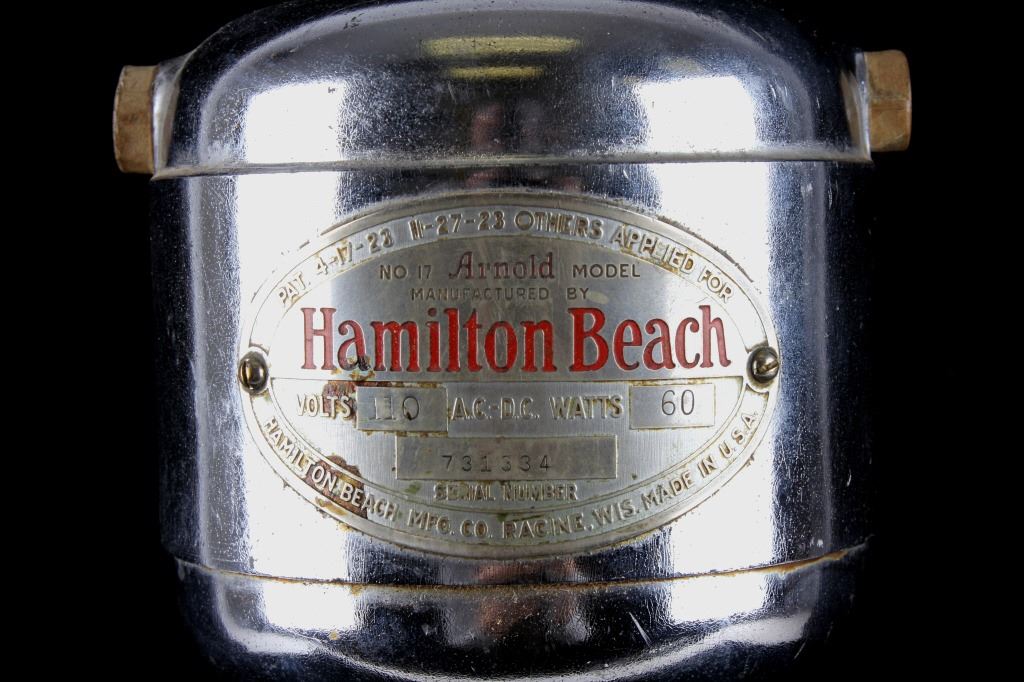 PAT. 4-17-23 11-27-23 OTHERS APPLIED FOR
NO. 17 Arnold MODEL
MANUFACTURED BY
Hamilton Beach
VOLTS 110 A.C.-D.C. WATTS 60
731334
SERIAL NUMBER
HAMILTON-BEACH MFG. CO. RACINE, WIS. MADE IN U.S.A.